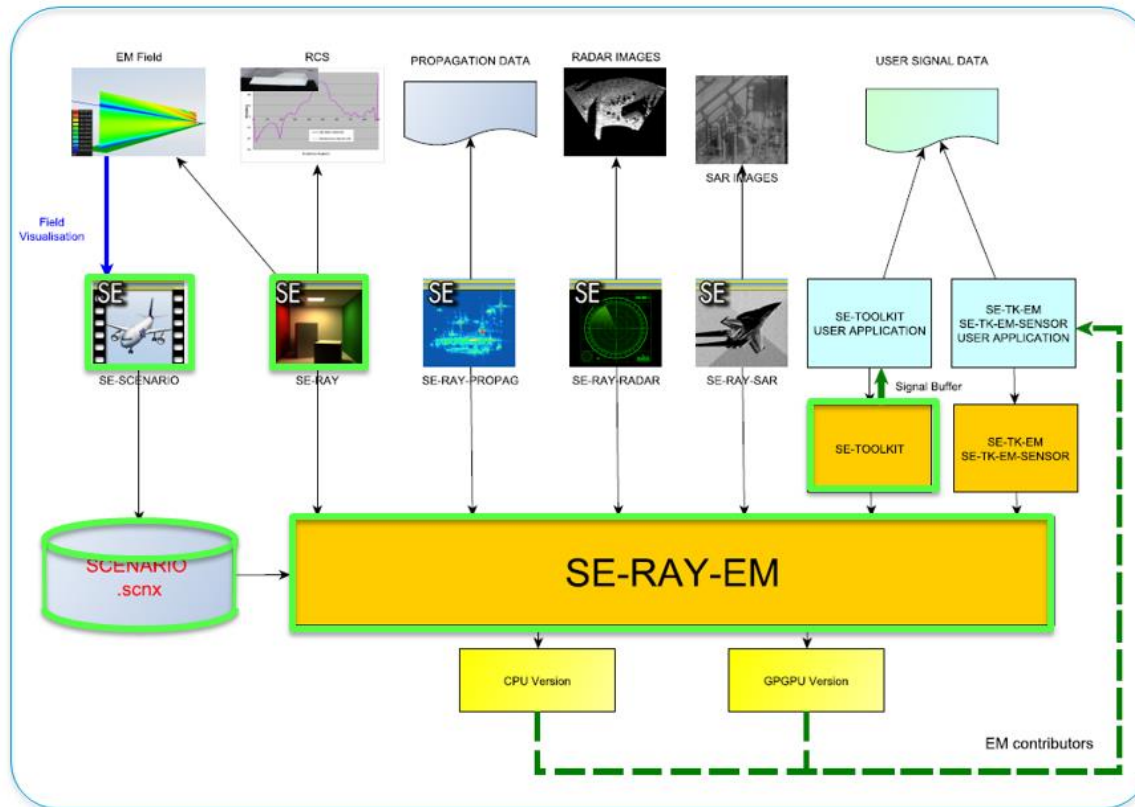 EM Field
RCS
PROPAGATION DATA
RADAR IMAGES
USER SIGNAL DATA
SAR IMAGES
Field
Visualisation
SE
SE
SE
SE
SE
SE-TOOLKIT
USER APPLICATION
SE-TK-EM
SE-TK-EM-SENSOR
USER APPLICATION
SE-SCENARIO
SE-RAY
SE-RAY-PROPAG
SE-RAY-RADAR
SE-RAY-SAR
Signal Buffer
SE-TOOLKIT
SE-TK-EM
SE-TK-EM-SENSOR
SCENARIO
.scnx
SE-RAY-EM
CPU Version
GPGPU Version
EM contributors